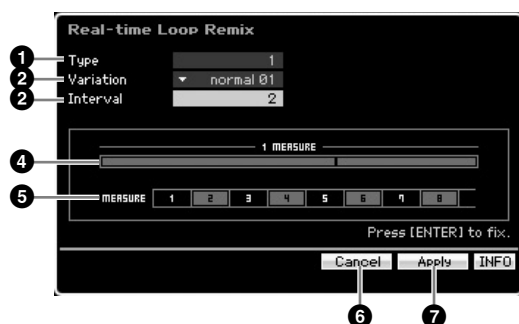 Real-time Loop Remix
1 Type 1
2 Variation normal 01
2 Interval 2
1 MEASURE
4
5 MEASURE 1 2 3 4 5 6 7 8
Press [ENTER] to fix.
Cancel Apply INFO
6 7